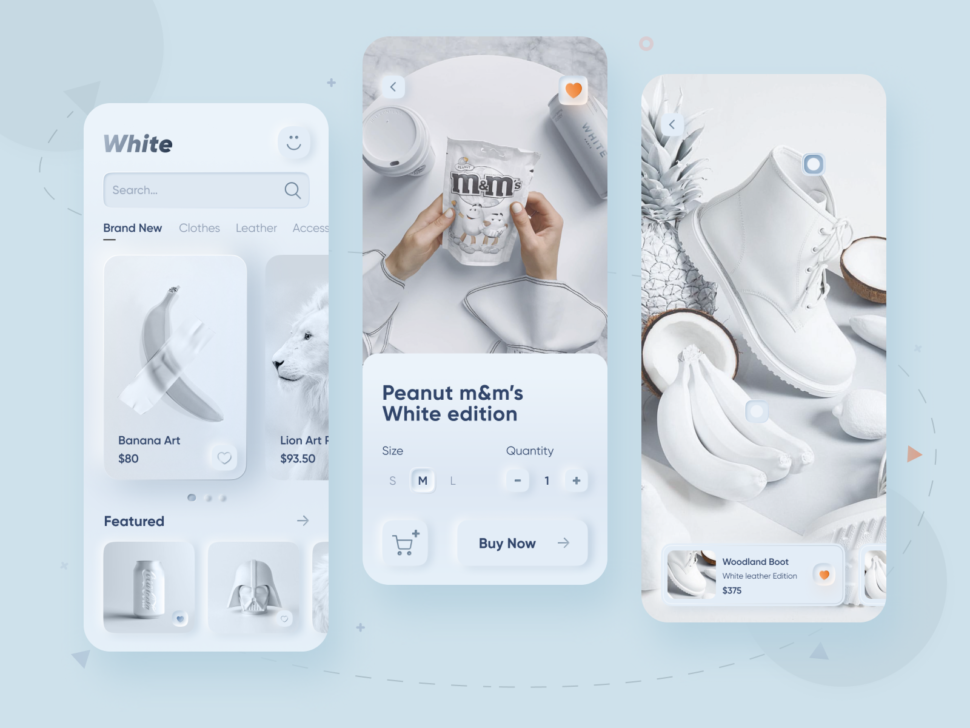 White
Search...
Brand New Clothes Leather Access
Banana Art
$80
Lion Art
$93.50
Featured
WHITE
m&m's
Peanut m&m's
White edition
Size
Quantity
S M L
- 1 +
Buy Now
Woodland Boot
White leather Edition
$375